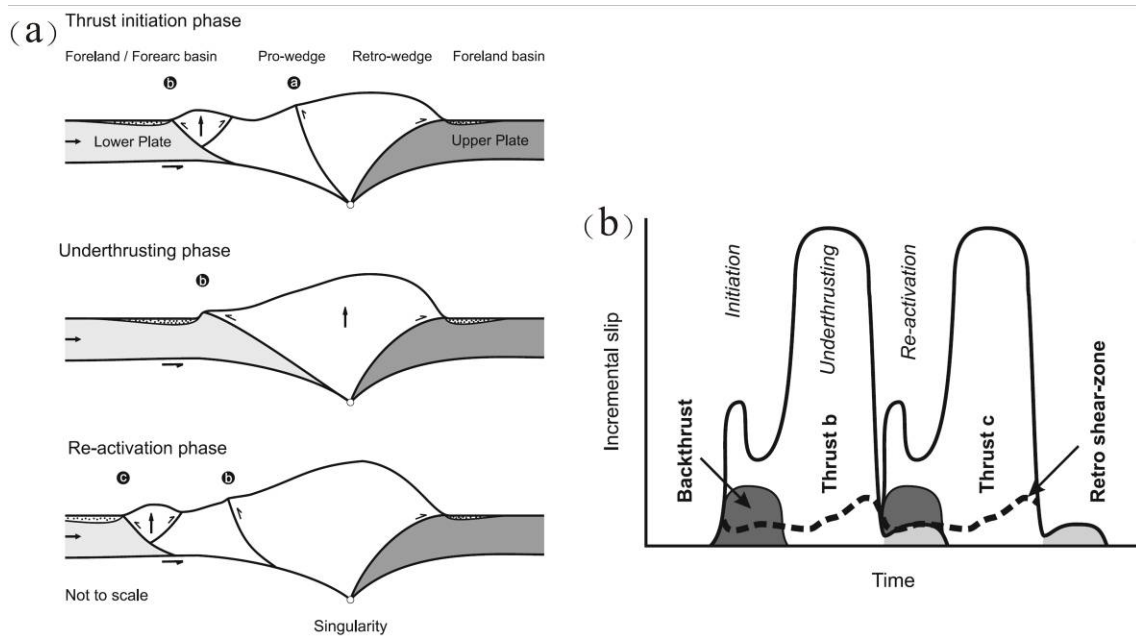 (a)
Thrust initiation phase
Foreland / Forearc basin Pro-wedge Retro-wedge Foreland basin
b a
Lower Plate Upper Plate
Underthrusting phase
b
Re-activation phase
c b
Not to scale
Singularity
(b)
Incremental slip
Initiation
Underthrusting
Re-activation
Backthrust
Thrust b
Thrust c
Retro shear-zone
Time